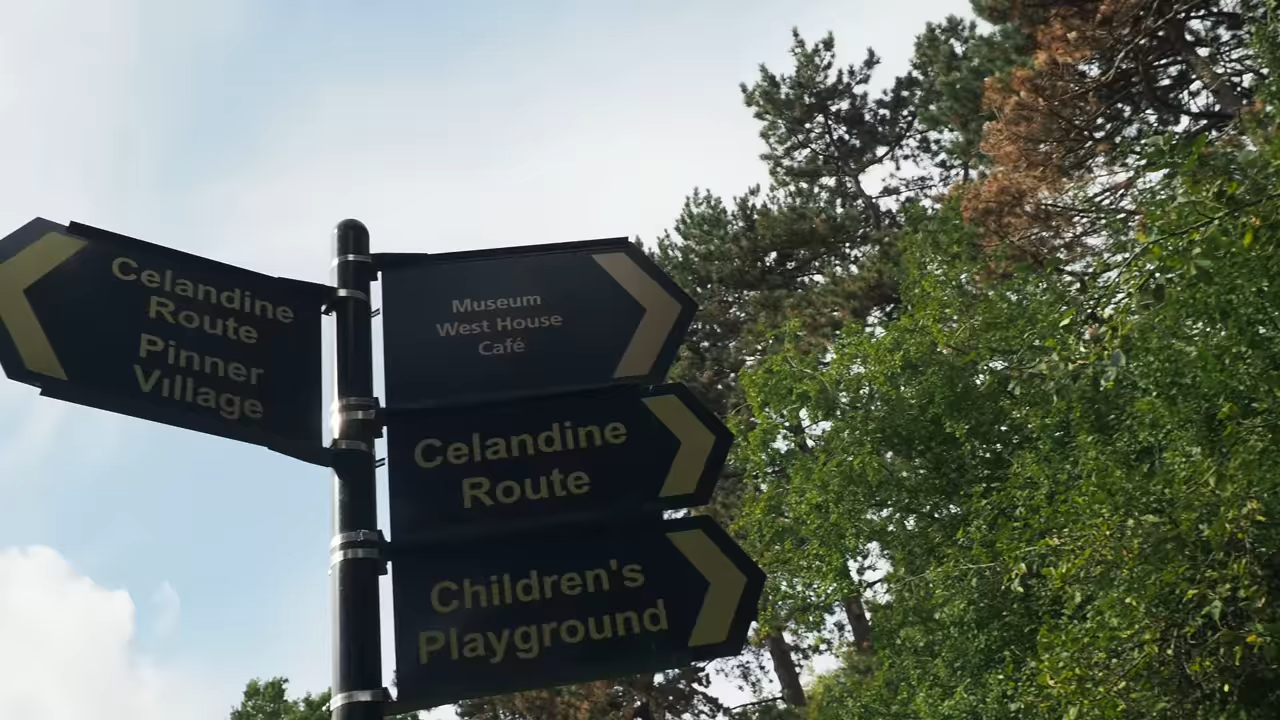 Celandine
Route
Pinner
Village
Museum
West House
Café
Celandine
Route
Children's
Playground